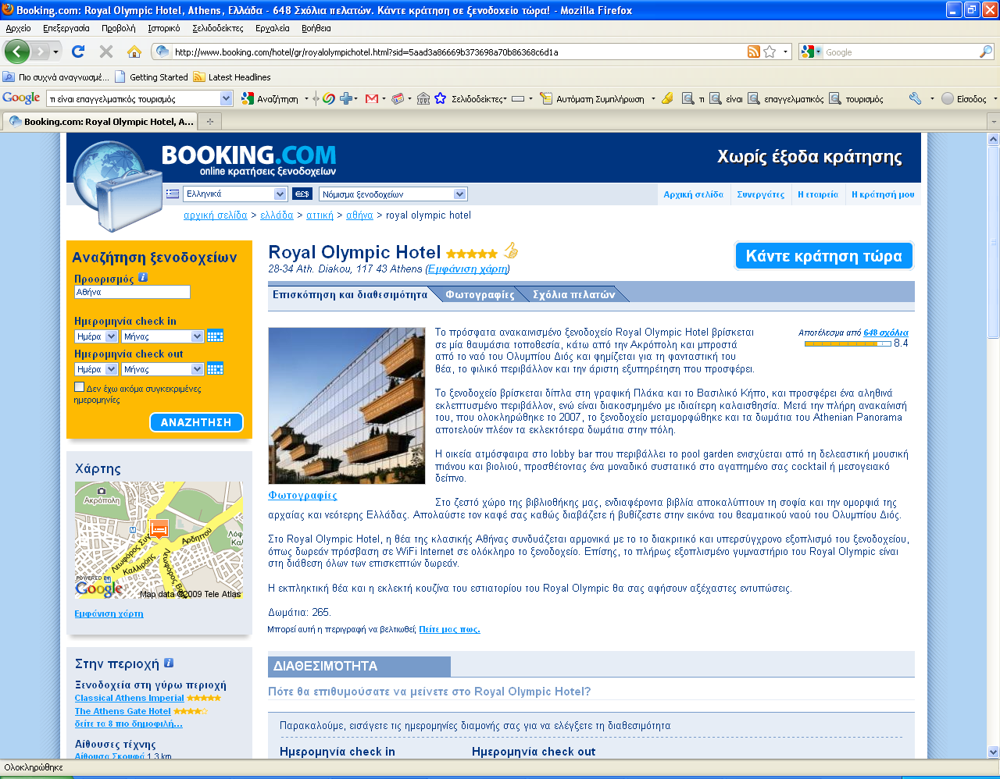 Booking.com: Royal Olympic Hotel, Athens, Ελλάδα - 648 Σχόλια πελατών. Κάντε κράτηση σε ξενοδοχείο τώρα! - Mozilla Firefox
Αρχείο Επεξεργασία Προβολή Ιστορικό Σελιδοδείκτες Εργαλεία Βοήθεια
http://www.booking.com/hotel/gr/royalolympichotel.html?sid=5aad3a86669b373698a70b86368c6d1a
Google
Πιο συχνά αναγνωσμέ... Getting Started Latest Headlines
Google τι είναι επαγγελματικός τουρισμός Αναζήτηση Σελιδοδείκτες Αυτόματη Συμπλήρωση τι είναι επαγγελματικός τουρισμός Είσοδος
Booking.com: Royal Olympic Hotel, A...
BOOKING.COM
online κρατήσεις ξενοδοχείων
Χωρίς έξοδα κράτησης
Ελληνικά €£$ Νόμισμα ξενοδοχείων
Αρχική σελίδα Συνεργάτες Η εταιρεία Η κράτησή μου
αρχική σελίδα > ελλάδα > αττική > αθήνα > royal olympic hotel
Αναζήτηση ξενοδοχείων
Προορισμός
Αθήνα
Ημερομηνία check in
Ημέρα Μήνας
Ημερομηνία check out
Ημέρα Μήνας
Δεν έχω ακόμα συγκεκριμένες
ημερομηνίες
ΑΝΑΖΗΤΗΣΗ
Χάρτης
Ακρόπολη
Λεωφόρος Συγ
Καλλιρόης
Αρδηττού
Λεωφόρος Βου
Λόφ
Κα
POWERED BY
Google
Map data ©2009 Tele Atlas
Εμφάνιση χάρτη
Στην περιοχή
Ξενοδοχεία στη γύρω περιοχή
Classical Athens Imperial
The Athens Gate Hotel
δείτε τα 8 πιο δημοφιλή...
Αίθουσες τέχνης
Αίθουσα Σκουφά 1.3 km
Royal Olympic Hotel
28-34 Ath. Diakou, 117 43 Athens (Εμφάνιση χάρτη)
Κάντε κράτηση τώρα
Επισκόπηση και διαθεσιμότητα Φωτογραφίες Σχόλια πελατών
Αποτέλεσμα από 648 σχόλια
8.4
Φωτογραφίες
Το πρόσφατα ανακαινισμένο ξενοδοχείο Royal Olympic Hotel βρίσκεται
σε μία θαυμάσια τοποθεσία, κάτω από την Ακρόπολη και μπροστά
από το ναό του Ολυμπίου Διός και φημίζεται για τη φανταστική του
θέα, το φιλικό περιβάλλον και την άριστη εξυπηρέτηση που προσφέρει.
Το ξενοδοχείο βρίσκεται δίπλα στη γραφική Πλάκα και το Βασιλικό Κήπο, και προσφέρει ένα αληθινά
εκλεπτυσμένο περιβάλλον, ενώ είναι διακοσμημένο με ιδιαίτερη καλαισθησία. Μετά την πλήρη ανακαίνισή
του, που ολοκληρώθηκε το 2007, το ξενοδοχείο μεταμορφώθηκε και τα δωμάτια του Athenian Panorama
αποτελούν πλέον τα εκλεκτότερα δωμάτια στην πόλη.
Η οικεία ατμόσφαιρα στο lobby bar που περιβάλλει το pool garden ενισχύεται από τη δελεαστική μουσική
πιάνου και βιολιού, προσθέτοντας ένα μοναδικό συστατικό στο αγαπημένο σας cocktail ή μεσογειακό
δείπνο.
Στο ζεστό χώρο της βιβλιοθήκης μας, ενδιαφέροντα βιβλία αποκαλύπτουν τη σοφία και την ομορφιά της
αρχαίας και νεότερης Ελλάδας. Απολαύστε τον καφέ σας καθώς διαβάζετε ή βυθίζεστε στην εικόνα του θεαματικού ναού του Ολυμπίου Διός.
Στο Royal Olympic Hotel, η θέα της κλασικής Αθήνας συνδυάζεται αρμονικά με το το διακριτικό και υπερσύγχρονο εξοπλισμό του ξενοδοχείου,
όπως δωρεάν πρόσβαση σε WiFi Internet σε ολόκληρο το ξενοδοχείο. Επίσης, το πλήρως εξοπλισμένο γυμναστήριο του Royal Olympic είναι
στη διάθεση όλων των επισκεπτών δωρεάν.
Η εκπληκτική θέα και η εκλεκτή κουζίνα του εστιατορίου του Royal Olympic θα σας αφήσουν αξέχαστες εντυπώσεις.
Δωμάτια: 265.
Μπορεί αυτή η περιγραφή να βελτιωθεί; Πείτε μας πως.
ΔΙΑΘΕΣΙΜΌΤΗΤΑ
Πότε θα επιθυμούσατε να μείνετε στο Royal Olympic Hotel?
Παρακαλούμε, εισάγετε τις ημερομηνίες διαμονής σας για να ελέγξετε τη διαθεσιμότητα
Ημερομηνία check in Ημερομηνία check out
Ολοκληρώθηκε